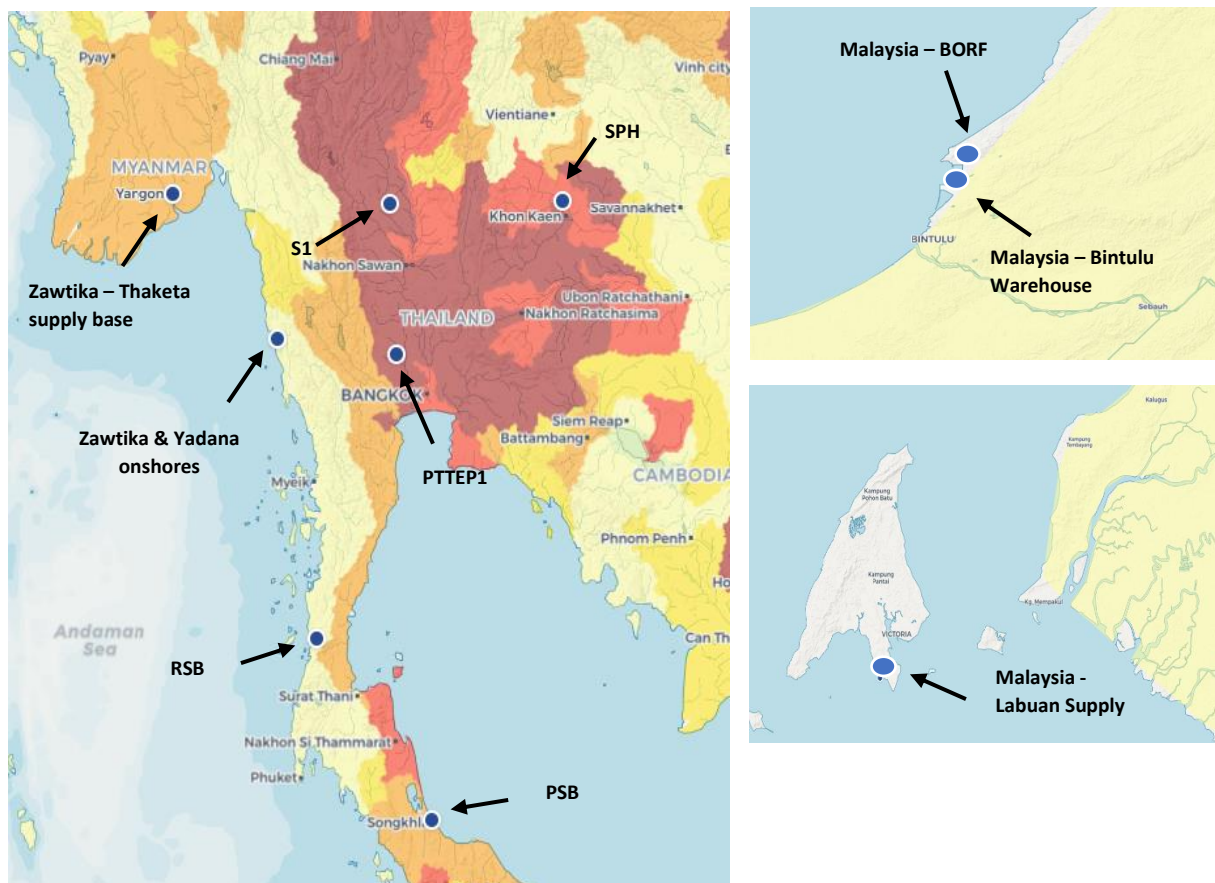 Pyay
Chiang Mai
Vinh city
Vientiane
SPH
MYANMAR
Yargon
Khon Kaen
Savannakhet
S1
Nakhon Sawan
Zawtika – Thaketa
supply base
Ubon Ratchathani
THAILAND
Nakhon Ratchasima
BANGKOK
Siem Reap
Battambang
Zawtika & Yadana
onshores
PTTEP1
CAMBODIA
Myeik
Phnom Penh
Ho
Andaman
Sea
Can Th
RSB
Surat Thani
Nakhon Si Thammarat
Phuket
PSB
Songkhl
Malaysia – BORF
BINTULU
Malaysia – Bintulu
Warehouse
Sebauh
Kalugus
Kampung
Tambapang
Kampung
Pohon Batu
Kampung
Pantai
Kg. Mempakul
VICTORIA
Malaysia -
Labuan Supply